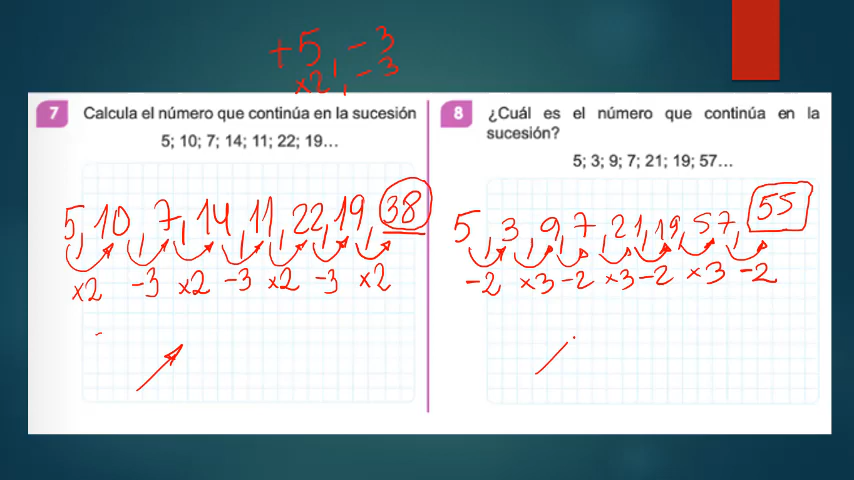 +5, -3
×2, -3
7 Calcula el número que continúa en la sucesión
5; 10; 7; 14; 11; 22; 19...
5, 10, 7, 14, 11, 22, 19, 38
×2 -3 ×2 -3 ×2 -3 ×2
8 ¿Cuál es el número que continúa en la
sucesión?
5; 3; 9; 7; 21; 19; 57...
5, 3, 9, 7, 21, 19, 57, 55
-2 ×3 -2 ×3 -2 ×3 -2